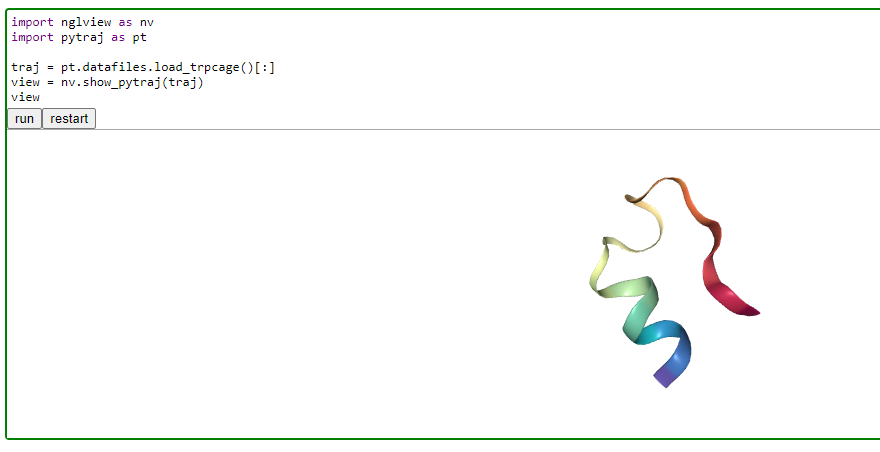 import nglview as nv
import pytraj as pt
traj = pt.datafiles.load_trpcage()[:]
view = nv.show_pytraj(traj)
view
run restart